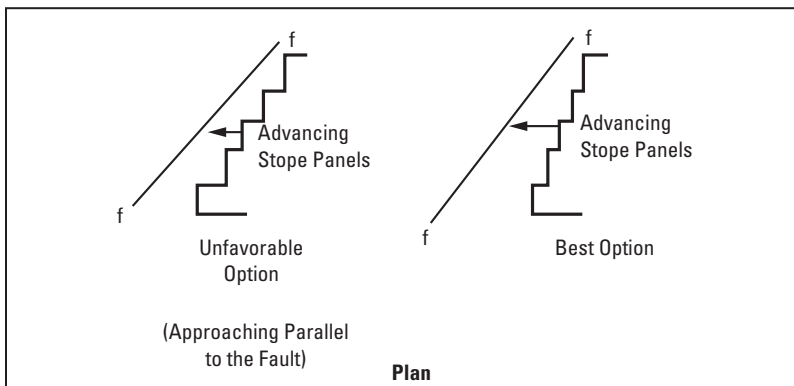 f
f
Advancing
Stope Panels
Unfavorable
Option
(Approaching Parallel
to the Fault)
f
f
Advancing
Stope Panels
Best Option
Plan